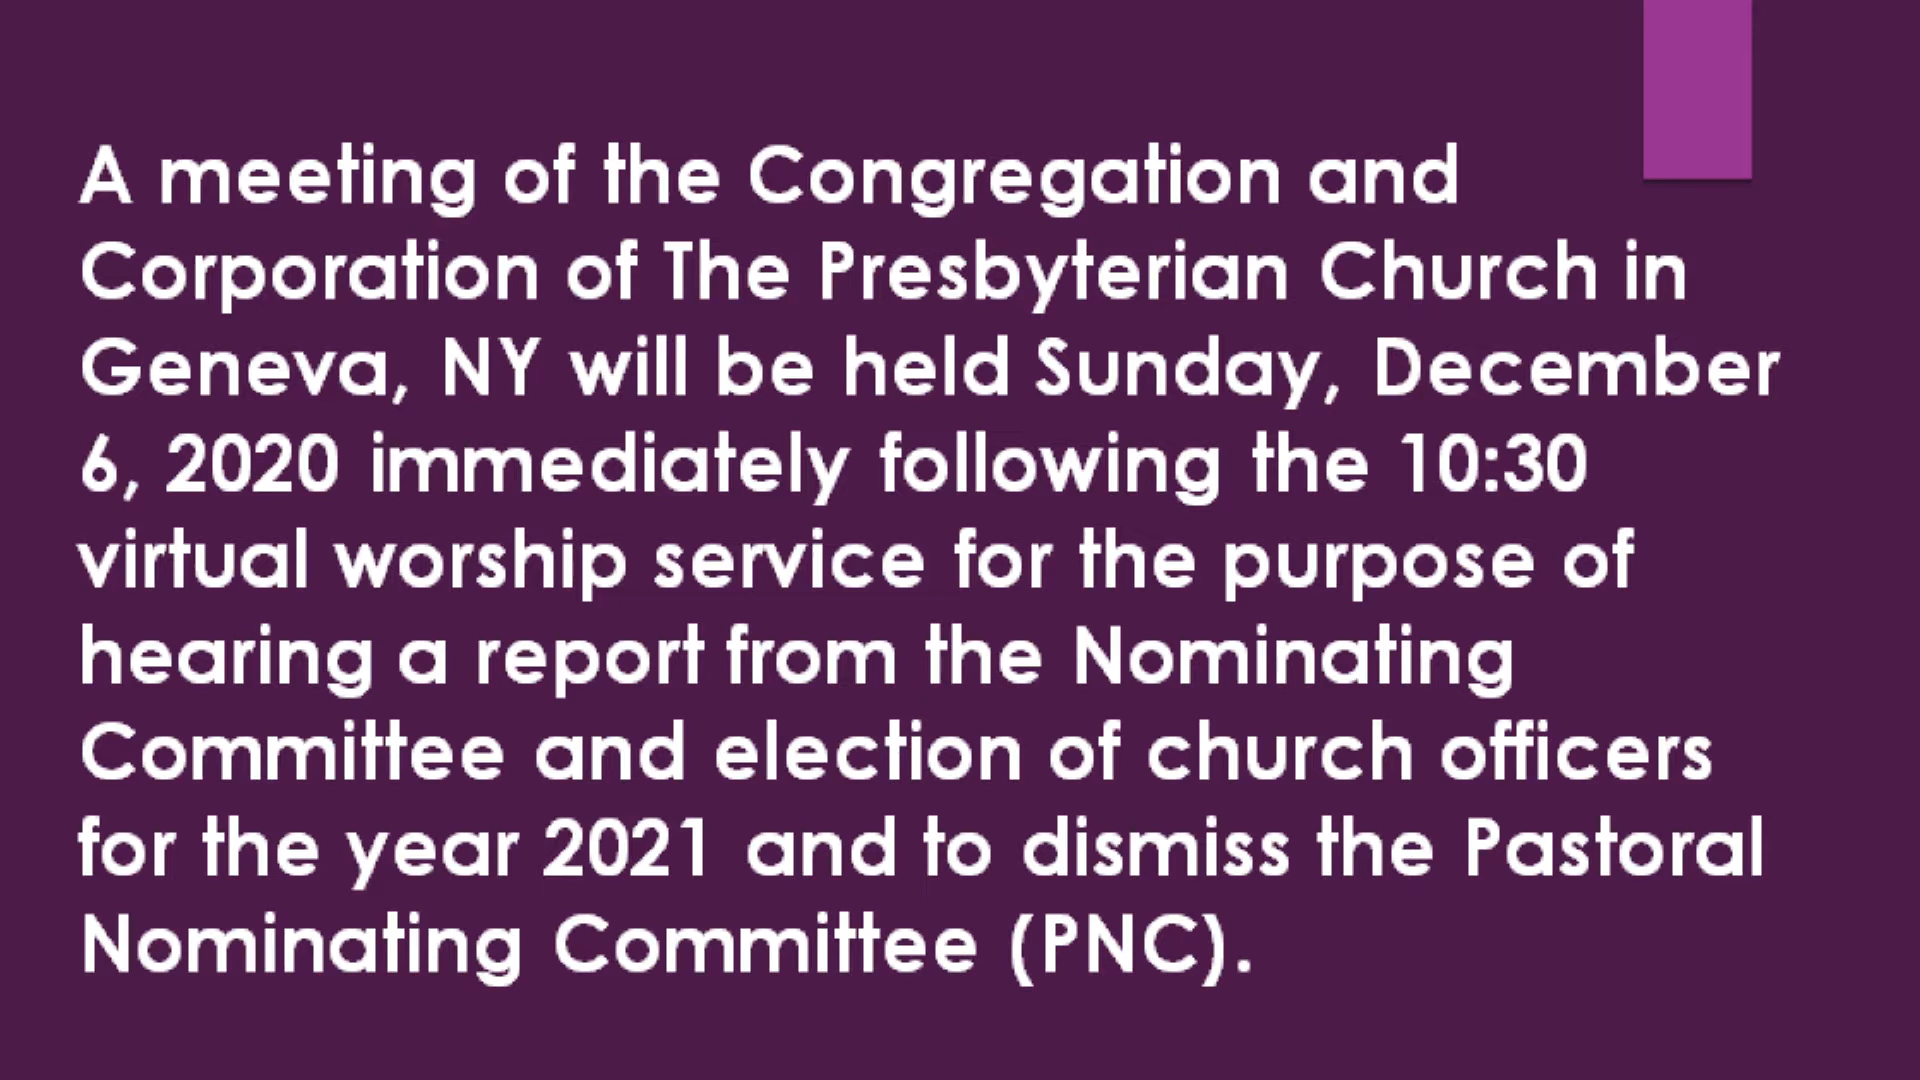 A meeting of the Congregation and
Corporation of The Presbyterian Church in
Geneva, NY will be held Sunday, December
6, 2020 immediately following the 10:30
virtual worship service for the purpose of
hearing a report from the Nominating
Committee and election of church officers
for the year 2021 and to dismiss the Pastoral
Nominating Committee (PNC).